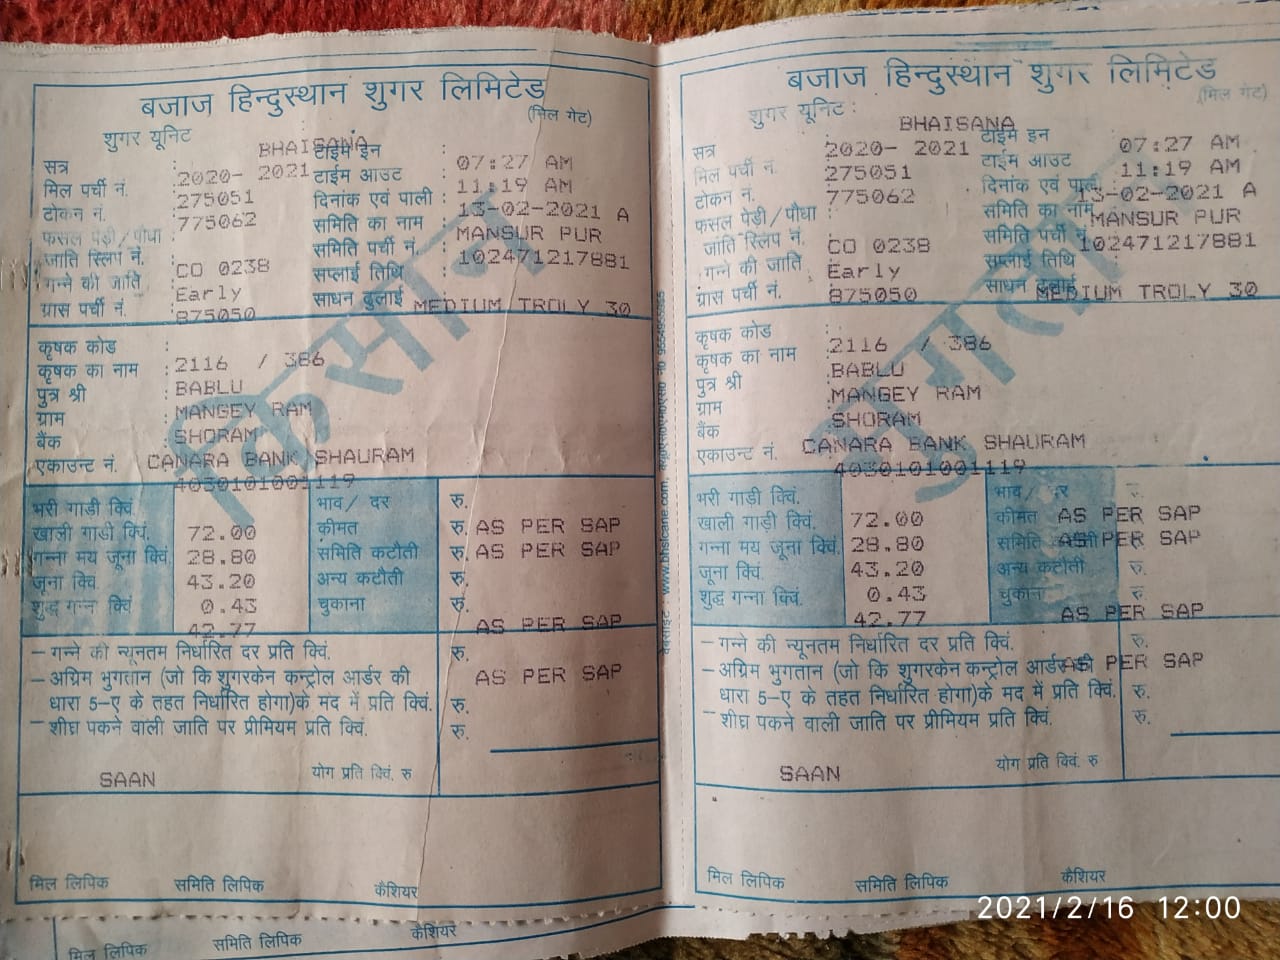 बजाज हिन्दुस्थान शुगर लिमिटेड
(मिल गेट)
शुगर यूनिट
BHAISANA
सत्र : 2020- 2021 टाईम इन : 07:27 AM
मिल पर्ची नं. : 275051 टाईम आउट : 11:19 AM
टोकन नं. : 775062 दिनांक एवं पाली : 13-02-2021 A
फसल पेड़ी/पौधा : समिति का नाम : MANSUR PUR
जाति स्लिप नं. : CO 0238 समिति पर्ची नं. : 102471217881
गन्ने की जाति : Early सप्लाई तिथि :
ग्रास पर्ची नं. : 875050 साधन ढुलाई MEDIUM TROLY 30
कृषक कोड : 2116 / 386
कृषक का नाम : BABLU
पुत्र श्री : MANGEY RAM
ग्राम : SHORAM
बैंक : CANARA BANK SHAURAM
एकाउन्ट नं. 4030101001119
किसान
भरी गाडी क्विं. 72.00 भाव/ दर रु. AS PER SAP
खाली गाड़ी क्विं. 28.80 कीमत रु. AS PER SAP
गन्ना मय जूना क्विं. 43.20 समिति कटौती रु.
जूना क्विं. 0.43 अन्य कटौती रु.
शुद्ध गन्ना क्विं. 42.77 चुकाना रु. AS PER SAP
– गन्ने की न्यूनतम निर्धारित दर प्रति क्विं. रु. AS PER SAP
– अग्रिम भुगतान (जो कि शुगरकेन कन्ट्रोल आर्डर की
धारा 5–ए के तहत निर्धारित होगा)के मद में प्रति क्विं. रु.
– शीघ्र पकने वाली जाति पर प्रीमियम प्रति क्विं. रु.
SAAN योग प्रति क्विं. रु
मिल लिपिक समिति लिपिक कैशियर
मिल लिपिक समिति लिपिक कैशियर
www.bhslcane.com,
बजाज हिन्दुस्थान शुगर लिमिटेड
(मिल गेट)
शुगर यूनिट :
BHAISANA
सत्र : 2020- 2021 टाईम इन 07:27 AM
मिल पर्ची नं. : 275051 टाईम आउट 11:19 AM
टोकन नं. : 775062 दिनांक एवं पाली 13-02-2021 A
फसल पेड़ी/पौधा : समिति का नाम MANSUR PUR
जाति स्लिप नं. CO 0238 समिति पर्ची नं. 102471217881
गन्ने की जाति Early सप्लाई तिथि
ग्रास पर्ची नं. 875050 साधन ढुलाई MEDIUM TROLY 30
कृषक कोड : 2116 / 386
कृषक का नाम : BABLU
पुत्र श्री : MANGEY RAM
ग्राम : SHORAM
बैंक : CANARA BANK SHAURAM
एकाउन्ट नं. 4030101001119
भुगतान
भरी गाडी क्विं. 72.00 भाव/ दर रु. AS PER SAP
खाली गाड़ी क्विं. 28.80 कीमत AS PER SAP
गन्ना मय जूना क्विं. 43.20 समिति कटौती
जूना क्विं. 0.43 अन्य कटौती रु.
शुद्ध गन्ना क्विं. 42.77 चुकाना रु. AS PER SAP
– गन्ने की न्यूनतम निर्धारित दर प्रति क्विं. रु. AS PER SAP
– अग्रिम भुगतान (जो कि शुगरकेन कन्ट्रोल आर्डर की
धारा 5–ए के तहत निर्धारित होगा)के मद में प्रति क्विं. रु.
– शीघ्र पकने वाली जाति पर प्रीमियम प्रति क्विं. रु.
SAAN योग प्रति क्विं. रु
मिल लिपिक समिति लिपिक कैशियर
2021/2/16 12:00